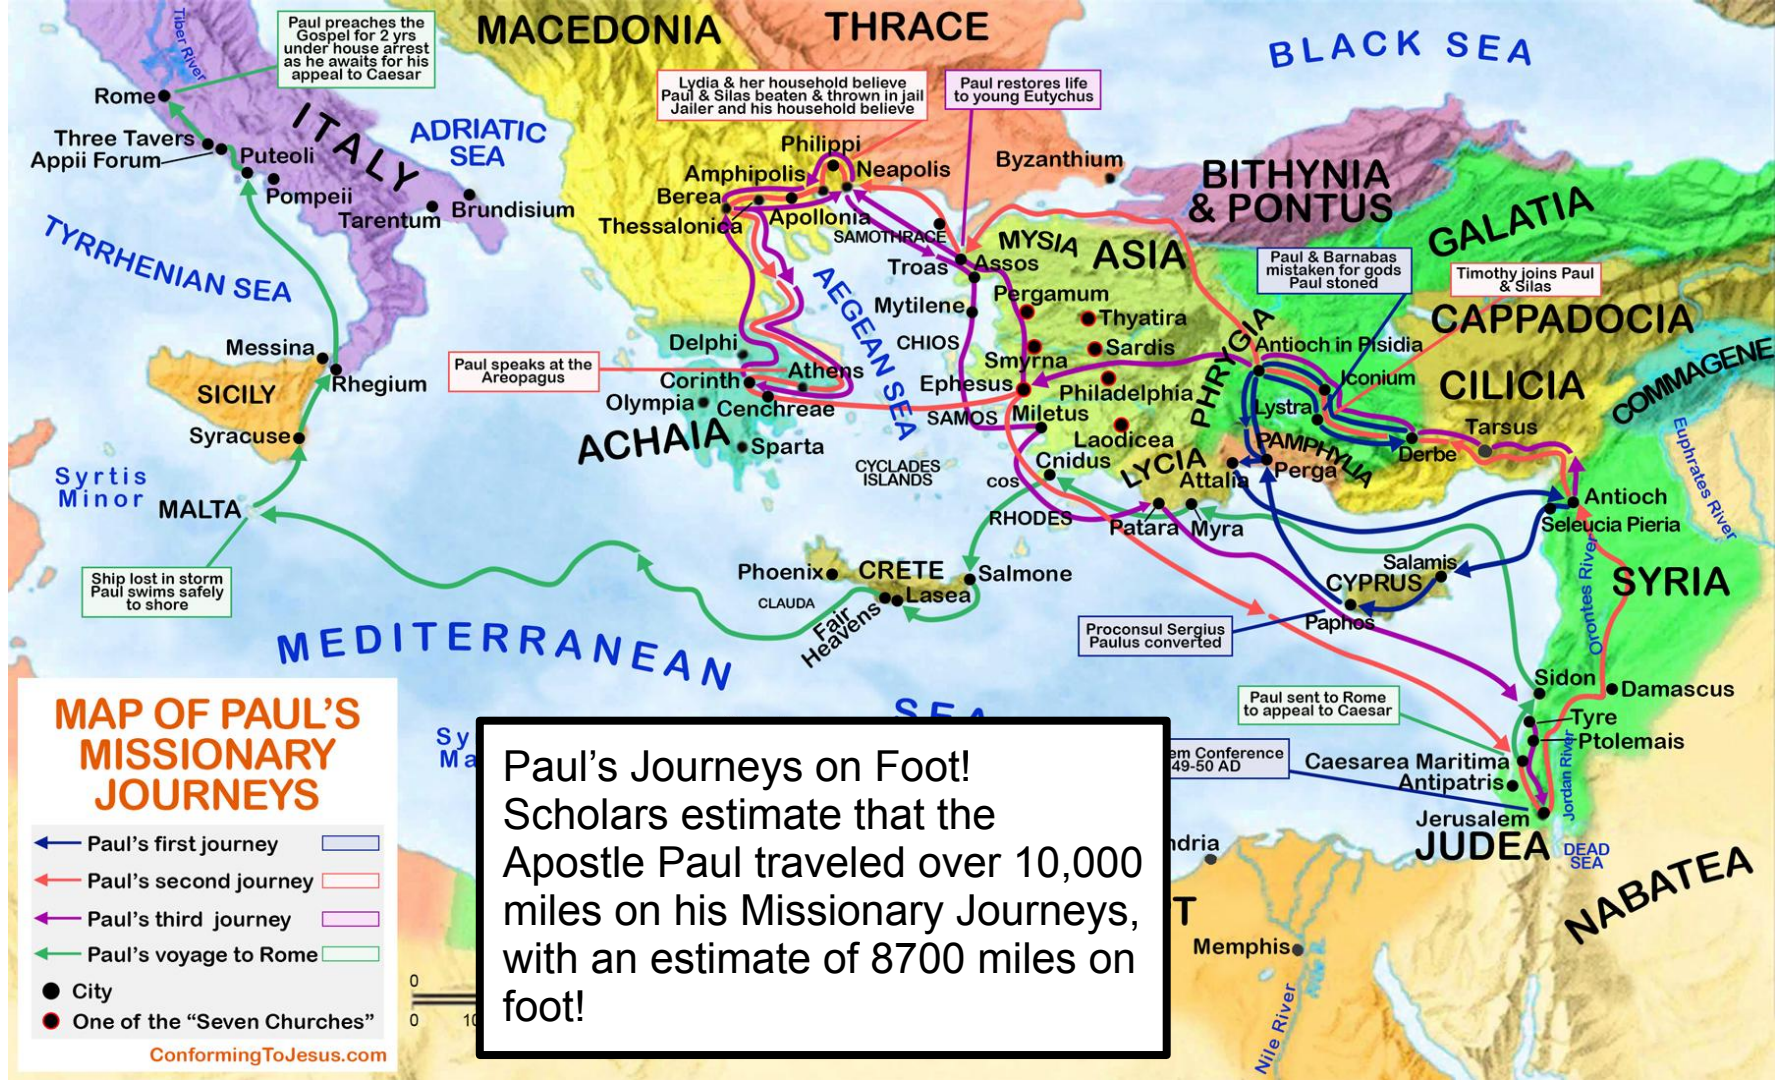 Tiber River
Paul preaches the
Gospel for 2 yrs
under house arrest
as he awaits for his
appeal to Caesar
MACEDONIA
THRACE
BLACK SEA
Rome
ITALY
ADRIATIC
SEA
Three Tavers
Appii Forum
Puteoli
Pompeii
Tarentum
Brundisium
TYRRHENIAN SEA
Lydia & her household believe
Paul & Silas beaten & thrown in jail
Jailer and his household believe
Paul restores life
to young Eutychus
Philippi
Neapolis
Amphipolis
Berea
Apollonia
Thessalonica
SAMOTHRACE
Byzanthium
BITHYNIA
& PONTUS
GALATIA
MYSIA
ASIA
Troas
Assos
Paul & Barnabas
mistaken for gods
Paul stoned
Timothy joins Paul
& Silas
AEGEAN SEA
Mytilene
Pergamum
Thyatira
CAPPADOCIA
PHRYGIA
Antioch in Pisidia
COMMAGENE
Messina
Rhegium
SICILY
Syracuse
Paul speaks at the
Areopagus
Delphi
Athens
Corinth
Olympia
Cenchreae
ACHAIA
Sparta
CHIOS
Smyrna
Sardis
Ephesus
Philadelphia
SAMOS
Miletus
Laodicea
Iconium
Lystra
CILICIA
Tarsus
Derbe
PAMPHYLIA
Perga
LYCIA
Attalia
Cnidus
CYCLADES
ISLANDS
COS
RHODES
Patara
Myra
Antioch
Seleucia Pieria
Euphrates River
Syrtis
Minor
MALTA
Ship lost in storm
Paul swims safely
to shore
Phoenix
CRETE
Salmone
CLAUDA
Lasea
Fair
Heavens
Salamis
CYPRUS
Paphos
Orontes River
SYRIA
Proconsul Sergius
Paulus converted
MEDITERRANEAN
SEA
Sidon
Damascus
Paul sent to Rome
to appeal to Caesar
Tyre
Ptolemais
Caesarea Maritima
Antipatris
Jordan River
Jerusalem
JUDEA
DEAD
SEA
NABATEA
em Conference
49-50 AD
Sy
Ma
ndria
T
Memphis
Nile River
MAP OF PAUL'S
MISSIONARY
JOURNEYS
Paul's first journey
Paul's second journey
Paul's third journey
Paul's voyage to Rome
City
One of the “Seven Churches”
ConformingToJesus.com
0
0
10
Paul’s Journeys on Foot!
Scholars estimate that the
Apostle Paul traveled over 10,000
miles on his Missionary Journeys,
with an estimate of 8700 miles on
foot!